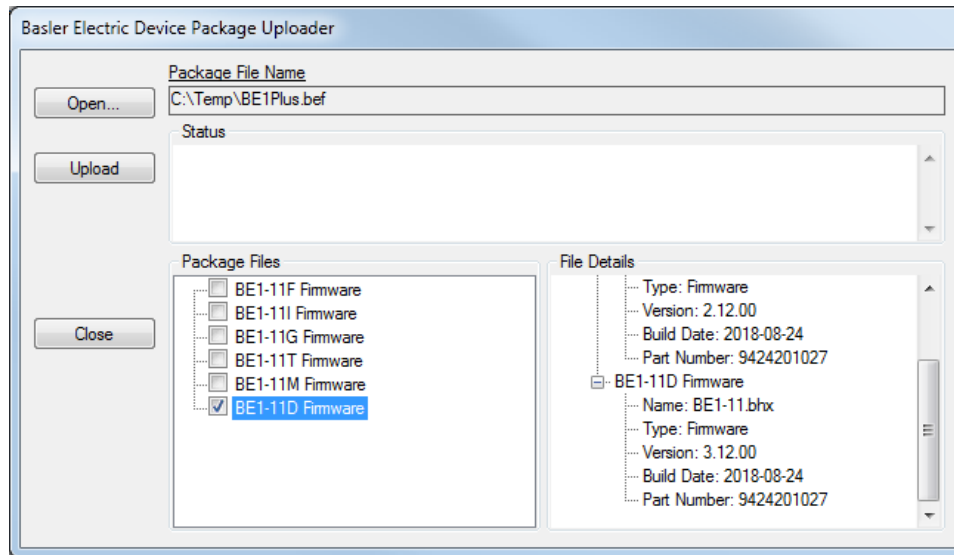 Basler Electric Device Package Uploader
Package File Name
Open...
C:\Temp\BE1Plus.bef
Status
Upload
Package Files
BE1-11F Firmware
BE1-11I Firmware
BE1-11G Firmware
BE1-11T Firmware
BE1-11M Firmware
BE1-11D Firmware
Close
File Details
Type: Firmware
Version: 2.12.00
Build Date: 2018-08-24
Part Number: 9424201027
BE1-11D Firmware
Name: BE1-11.bhx
Type: Firmware
Version: 3.12.00
Build Date: 2018-08-24
Part Number: 9424201027